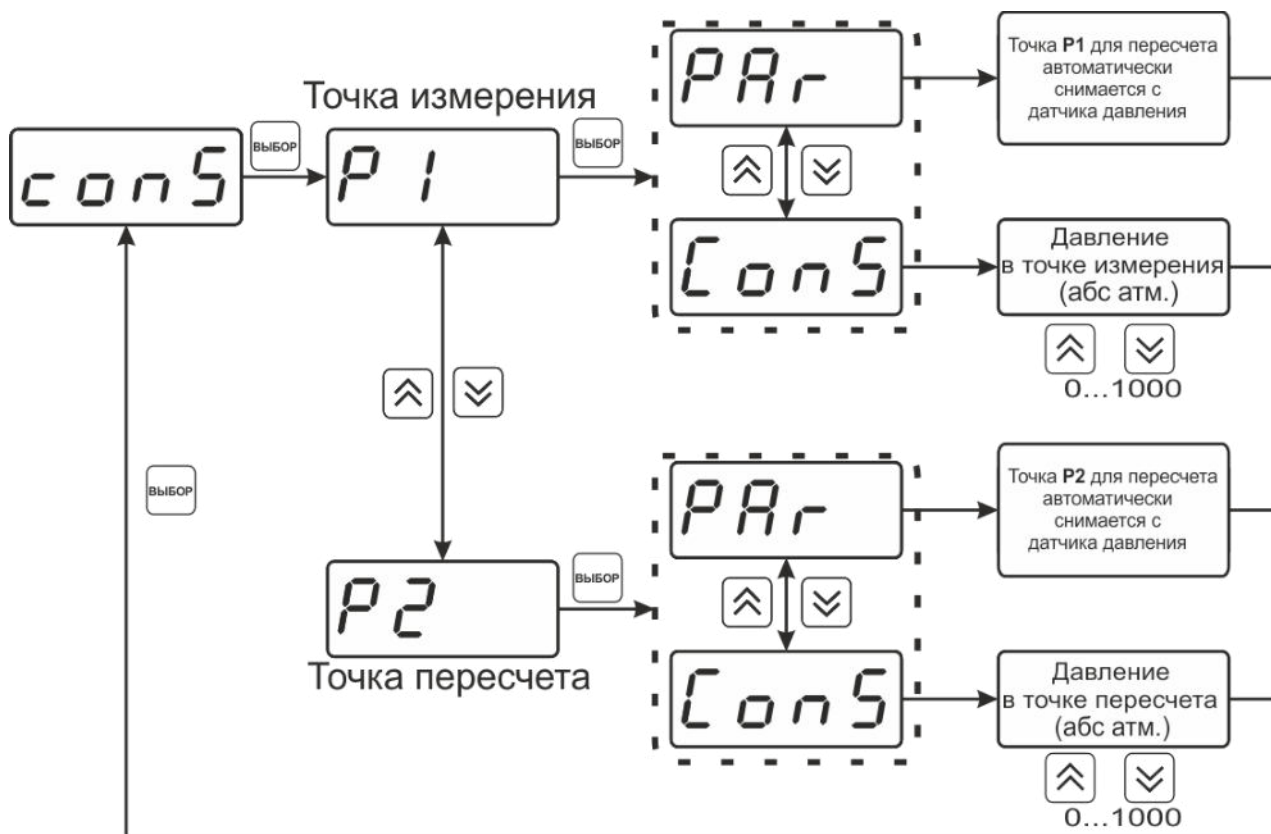 PAr
Точка P1 для пересчета
автоматически
снимается с
датчика давления
Точка измерения
conS
ВЫБОР
P1
ВЫБОР
ConS
Давление
в точке измерения
(абс атм.)
0...1000
ВЫБОР
PAr
Точка P2 для пересчета
автоматически
снимается с
датчика давления
P2
ВЫБОР
Точка пересчета
ConS
Давление
в точке пересчета
(абс атм.)
0...1000